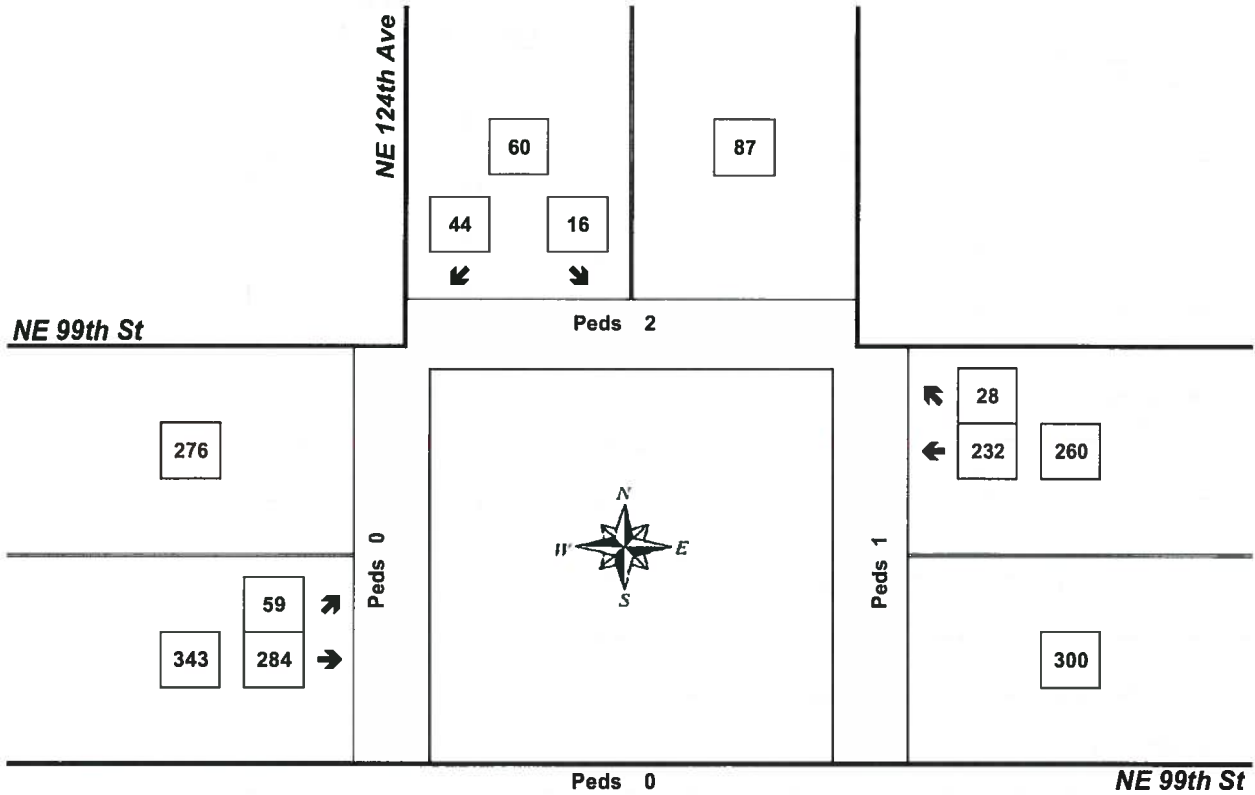 NE 124th Ave
60
87
44
16
Peds 2
NE 99th St
28
276
232
260
N
W
E
S
Peds 0
Peds 1
59
343
284
300
Peds 0
NE 99th St